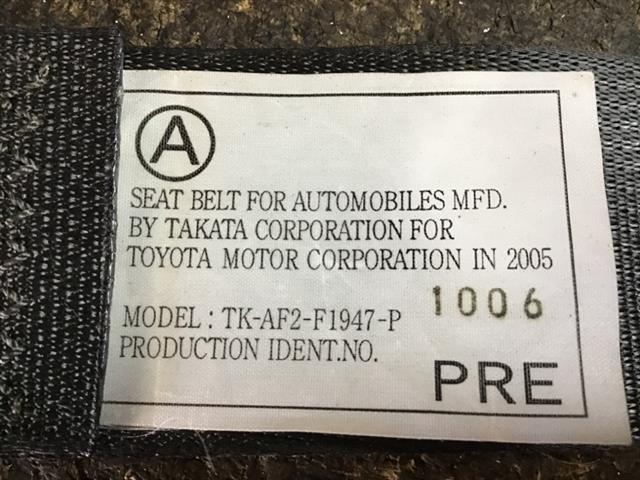 A
SEAT BELT FOR AUTOMOBILES MFD.
BY TAKATA CORPORATION FOR
TOYOTA MOTOR CORPORATION IN 2005
1006
MODEL : TK-AF2-F1947-P
PRODUCTION IDENT.NO.
PRE